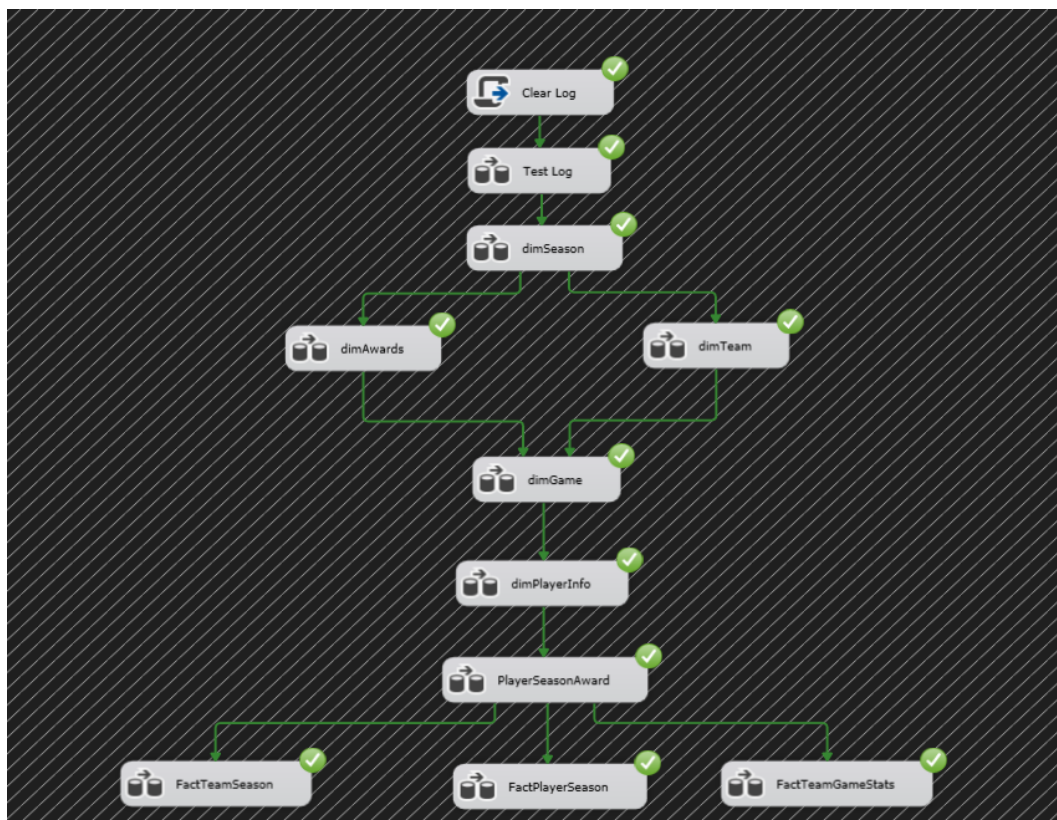 Clear Log
Test Log
dimSeason
dimAwards
dimTeam
dimGame
dimPlayerInfo
PlayerSeasonAward
FactTeamSeason
FactPlayerSeason
FactTeamGameStats